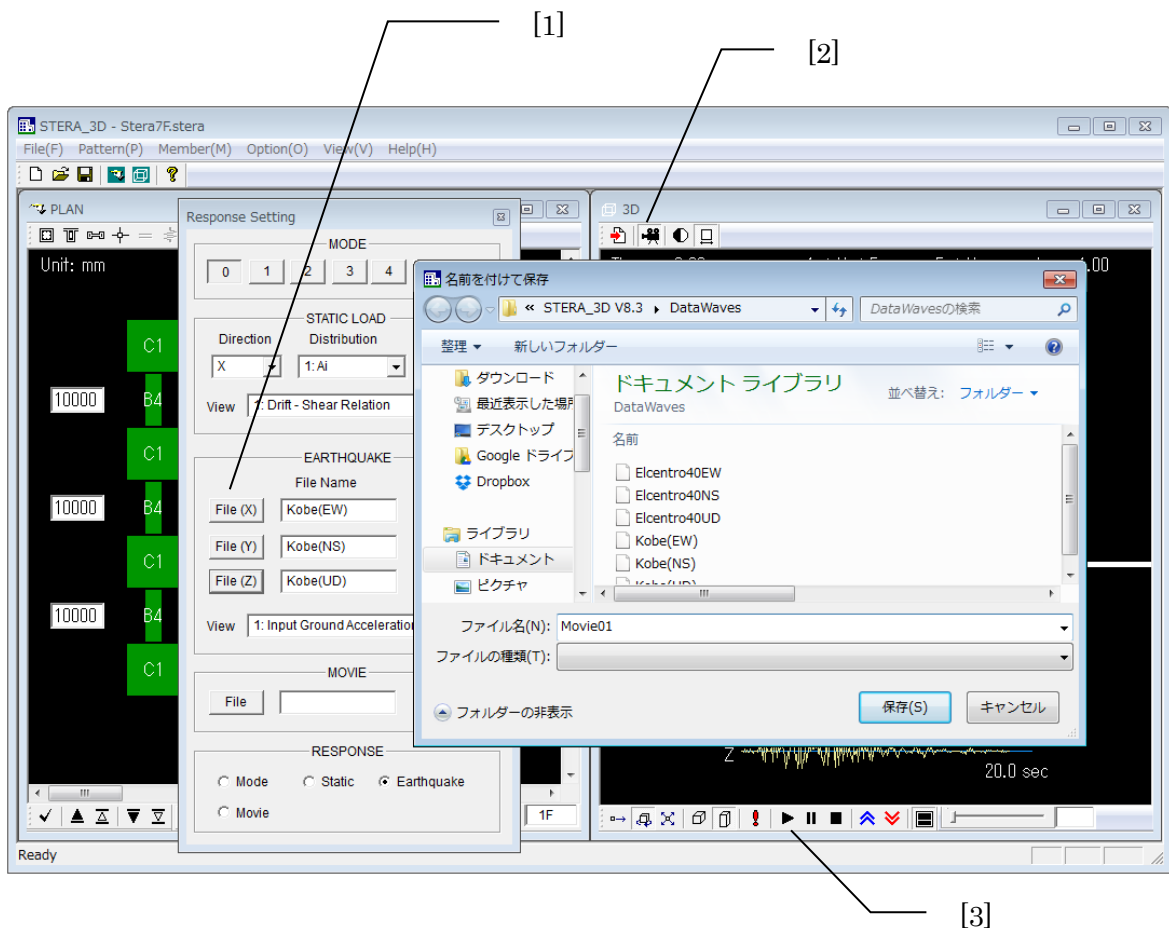 [1]
[2]
STERA_3D - Stera7F.stera
File(F) Pattern(P) Member(M) Option(O) View(V) Help(H)
PLAN
Unit: mm
C1
10000 B4
C1
10000 B4
C1
10000 B4
C1
1F
Ready
Response Setting
MODE
0 1 2 3 4
STATIC LOAD
Direction Distribution
X 1: Ai
View 1: Drift - Shear Relation
EARTHQUAKE
File Name
File (X) Kobe(EW)
File (Y) Kobe(NS)
File (Z) Kobe(UD)
View 1: Input Ground Acceleration
MOVIE
File
RESPONSE
Mode Static Earthquake
Movie
3D
.00
名前を付けて保存
« STERA_3D V8.3 DataWaves DataWavesの検索
整理 新しいフォルダー
ダウンロード
最近表示した場所
デスクトップ
Google ドライブ
Dropbox
ライブラリ
ドキュメント
ピクチャ
ドキュメント ライブラリ
DataWaves
並べ替え: フォルダー
名前
Elcentro40EW
Elcentro40NS
Elcentro40UD
Kobe(EW)
Kobe(NS)
Kobe(UD)
ファイル名(N): Movie01
ファイルの種類(T):
フォルダーの非表示
保存(S) キャンセル
Z
20.0 sec
[3]